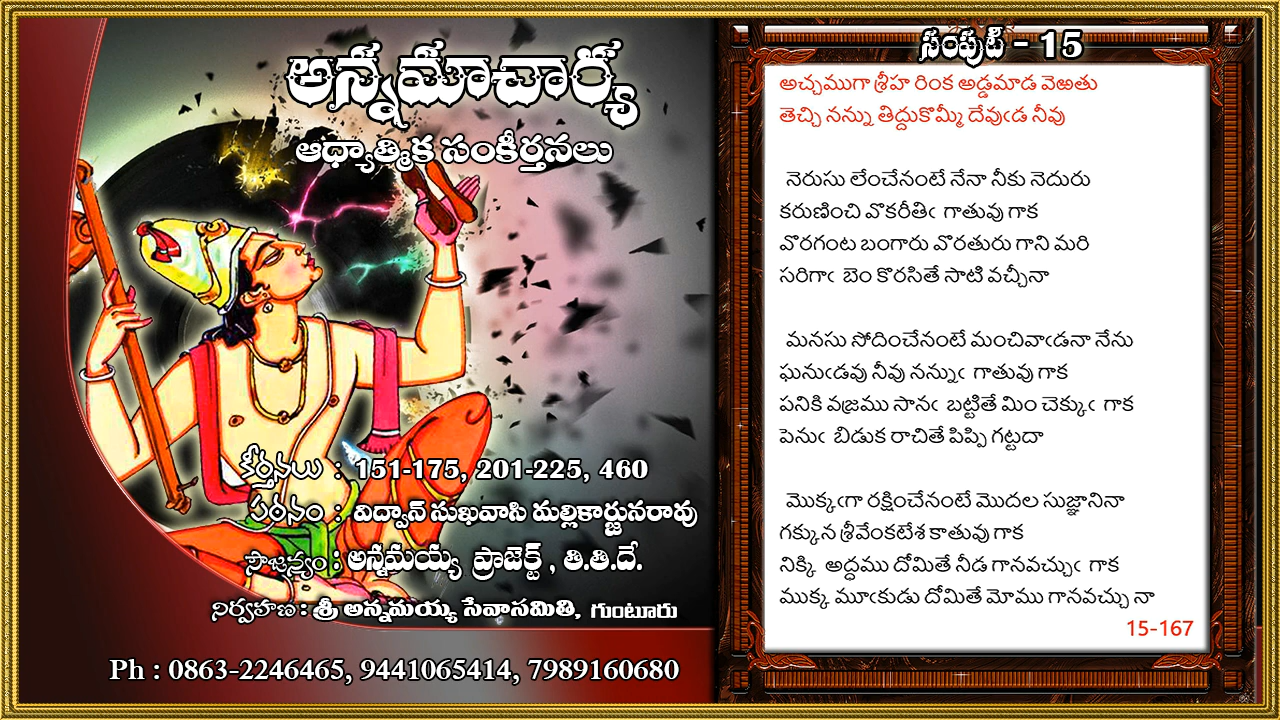 అన్నమాచార్య
ఆధ్యాత్మిక సంకీర్తనలు
కీర్తనలు : 151-175, 201-225, 460
పఠనం : విద్వాన్ సుఖవాసి మల్లికార్జునరావు
సౌజన్యం : అన్నమయ్య ప్రాజెక్ట్ , తి.తి.దే.
నిర్వహణ : శ్రీ అన్నమయ్య సేవాసమితి, గుంటూరు
Ph : 0863-2246465, 9441065414, 7989160680
సంపుటి - 15
అచ్చముగా శ్రీహ రింక అడ్డమాడ వెఱతు
తెచ్చి నన్ను తిద్దుకొమ్మీ దేవుఁడ నీవు
నెరుసు లెంచేనంటే నేనా నీకు నెదురు
కరుణించి వొకరీతిఁ గాతువు గాక
వొరగంట బంగారు వొరతురు గాని మరి
సరిగాఁ బెం కొరసితే సాటి వచ్చీనా
మనసు సోదించేనంటే మంచివాఁడనా నేను
ఘనుఁడవు నీవు నన్నుఁ గాతువు గాక
పనికి వజ్రము సానఁ బట్టితే మిం చెక్కుఁ గాక
పెనుఁ బిడుక రాచితే పిప్పి గట్టదా
మొక్కఁగా రక్షించేనంటే మొదల సుజ్ఞానినా
గక్కున శ్రీవేంకటేశ కాతువు గాక
నిక్కి అద్దము దోమితే నీడ గానవచ్చుఁ గాక
ముక్క మూఁకుడు దోమితే మోము గానవచ్చు నా
15-167